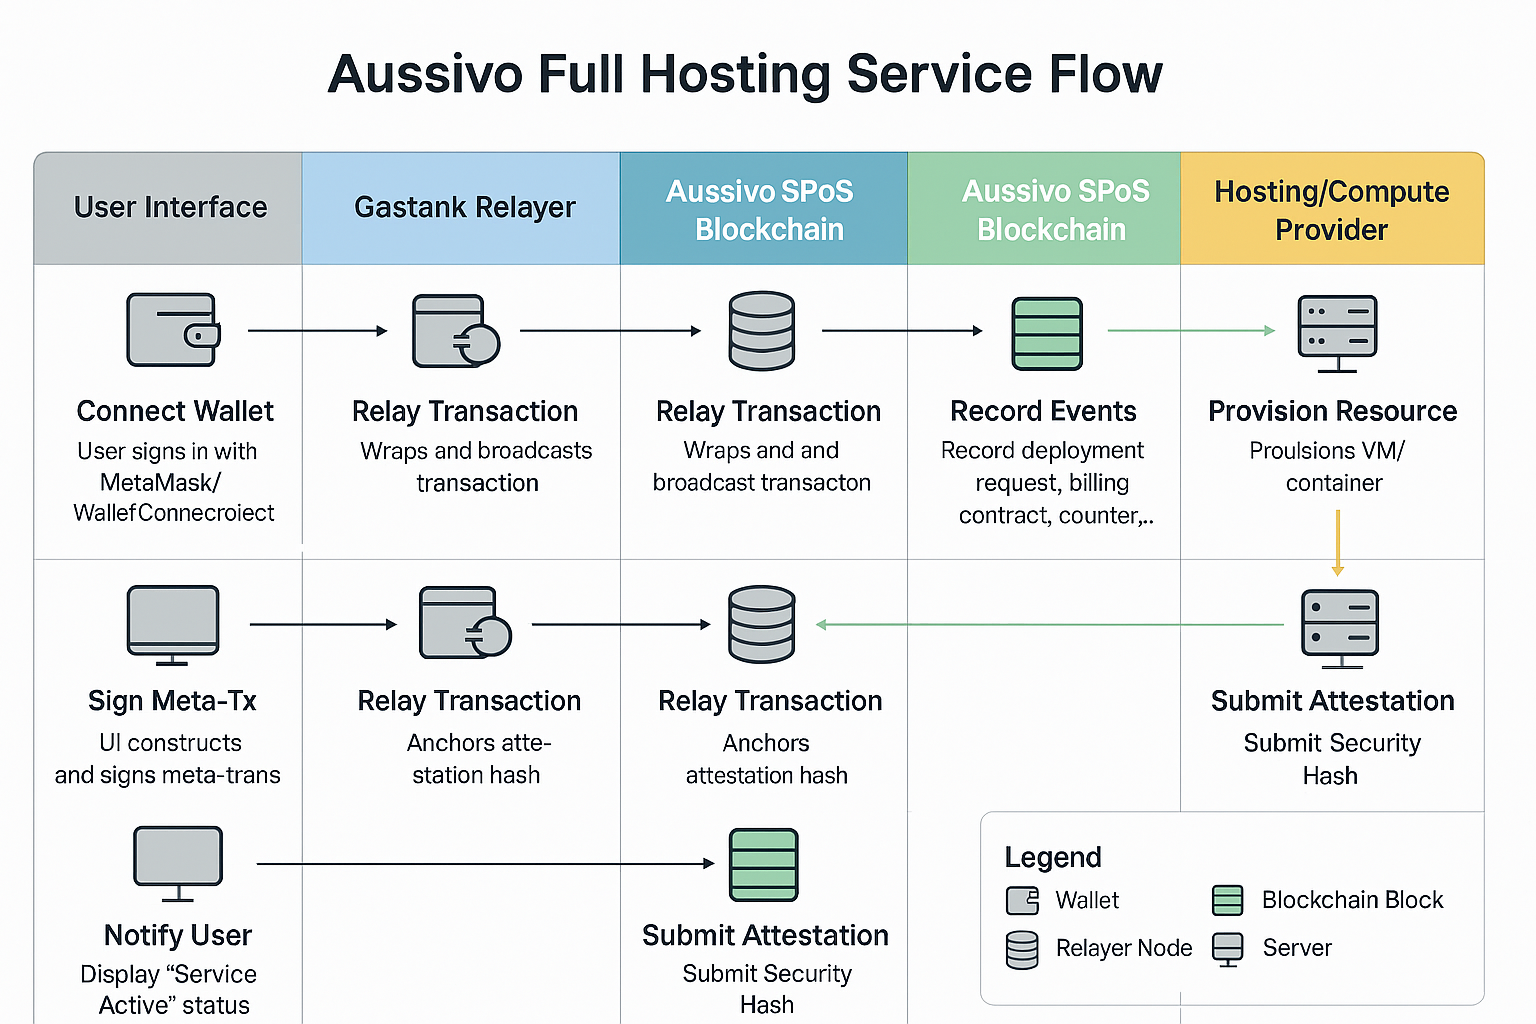 Aussivo Full Hosting Service Flow
User Interface
Gastank Relayer
Aussivo SPoS
Blockchain
Aussivo SPoS
Blockchain
Hosting/Compute
Provider
Connect Wallet
User signs in with
MetaMask/
WallefConnecroiect
Relay Transaction
Wraps and broadcasts
transaction
Relay Transaction
Wraps and and
broadcast transacton
Record Events
Record deployment
request, billing
contract, counter,..
Provision Resource
Proulsions VM/
container
Sign Meta-Tx
UI constructs
and signs meta-trans
Relay Transaction
Anchors atte-
station hash
Relay Transaction
Anchors
attestation hash
Submit Attestation
Submit Security
Hash
Notify User
Display “Service
Active” status
Submit Attestation
Submit Security
Hash
Legend
Wallet
Blockchain Block
Relayer Node
Server